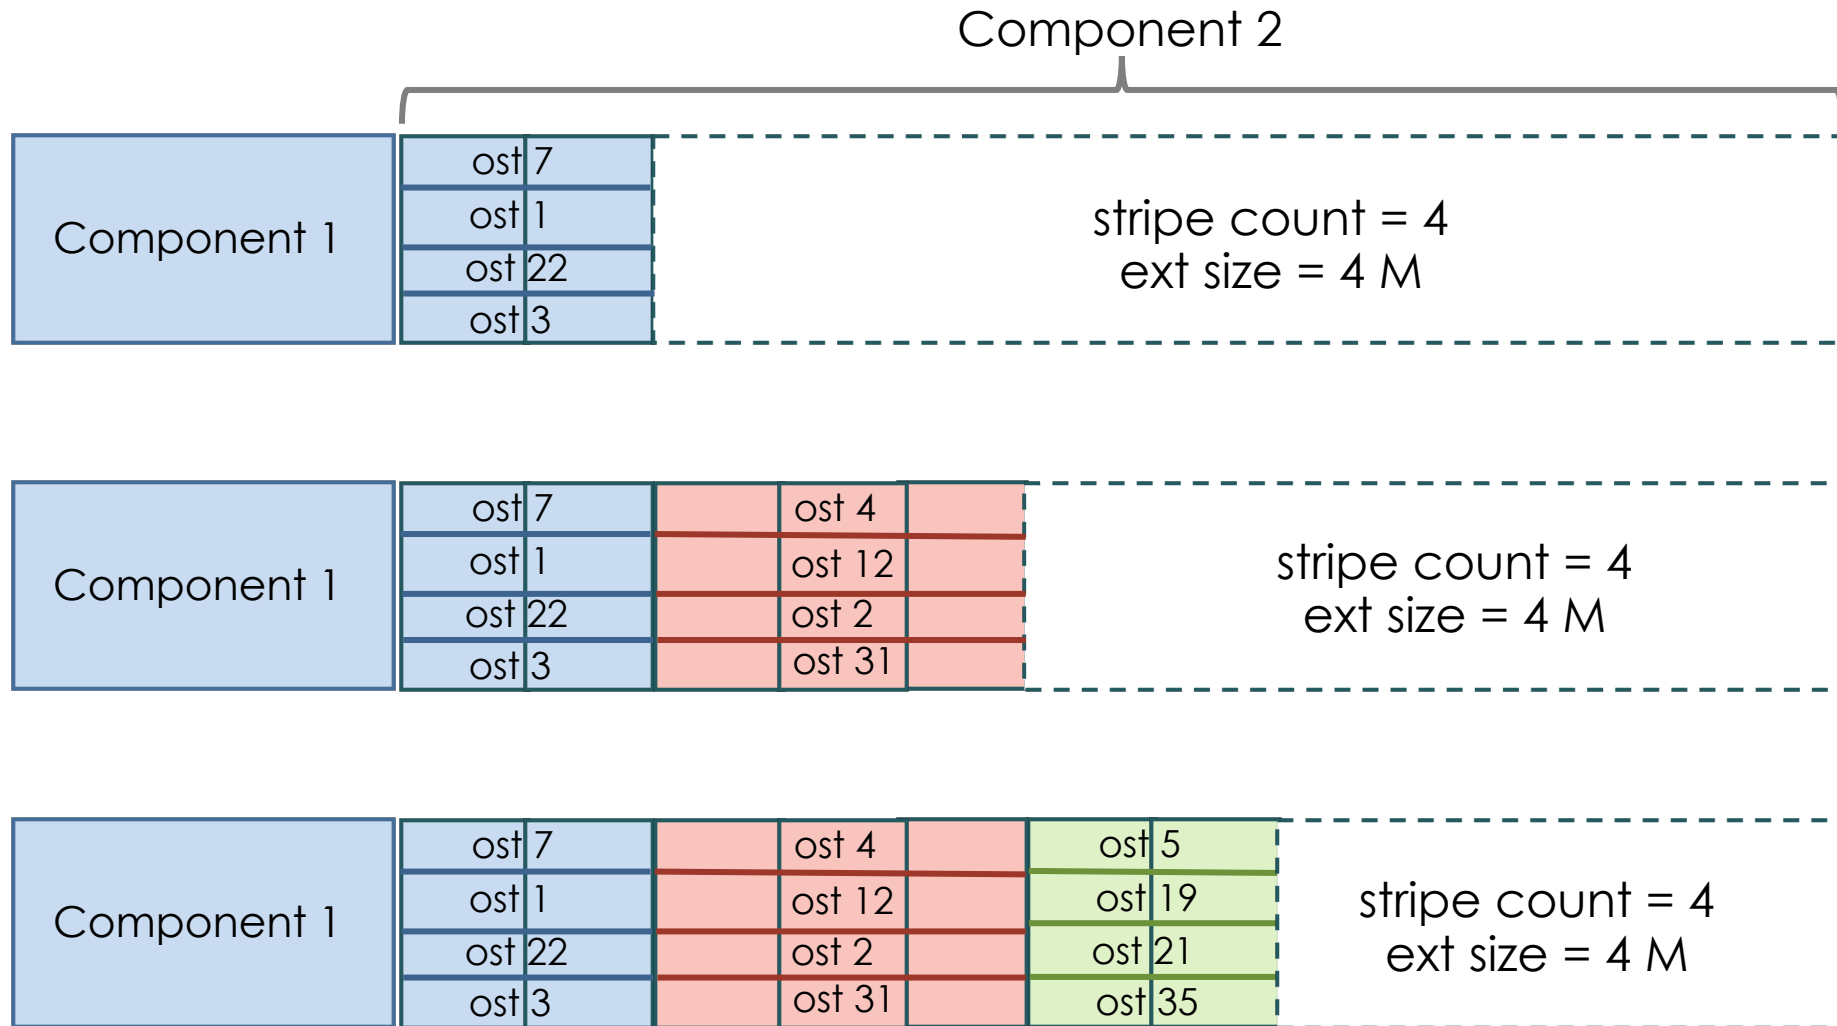 Component 2
Component 1
ost 7
ost 1
ost 22
ost 3
stripe count = 4
ext size = 4 M
Component 1
ost 7
ost 1
ost 22
ost 3
ost 4
ost 12
ost 2
ost 31
stripe count = 4
ext size = 4 M
Component 1
ost 7
ost 1
ost 22
ost 3
ost 4
ost 12
ost 2
ost 31
ost 5
ost 19
ost 21
ost 35
stripe count = 4
ext size = 4 M